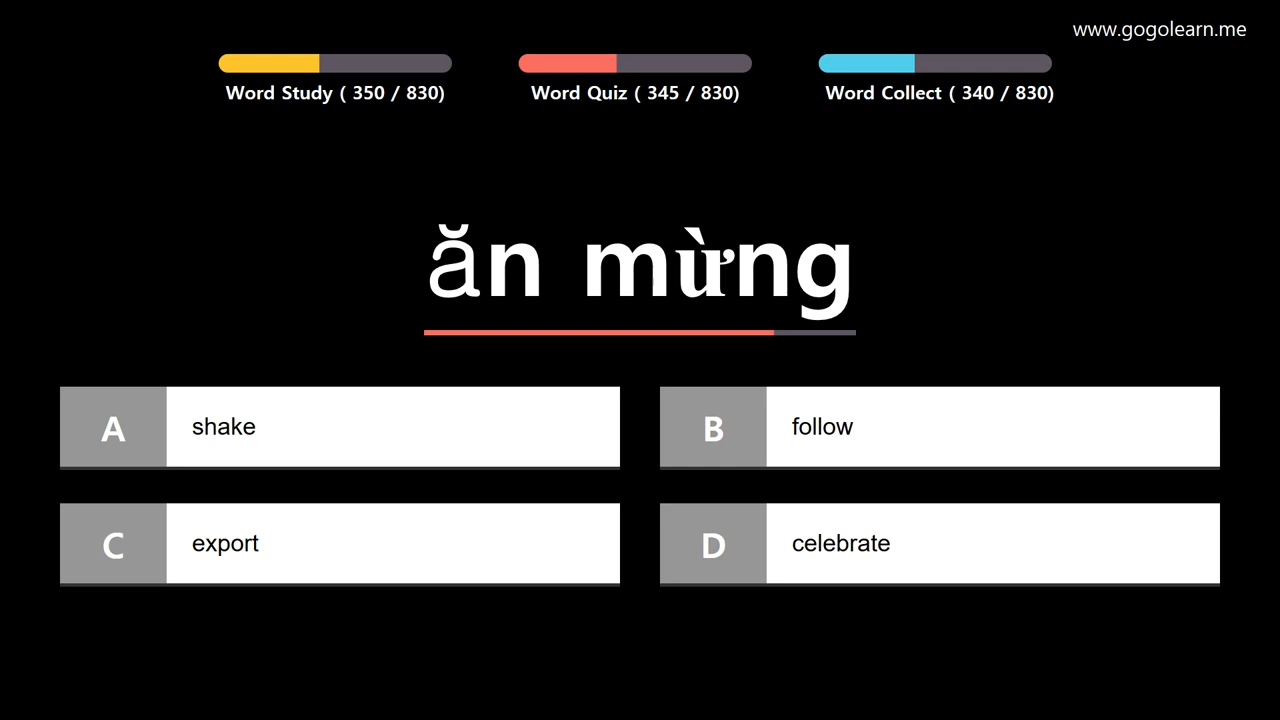 www.gogolearn.me
Word Study ( 350 / 830)
Word Quiz ( 345 / 830)
Word Collect ( 340 / 830)
ăn mừng
A shake
B follow
C export
D celebrate